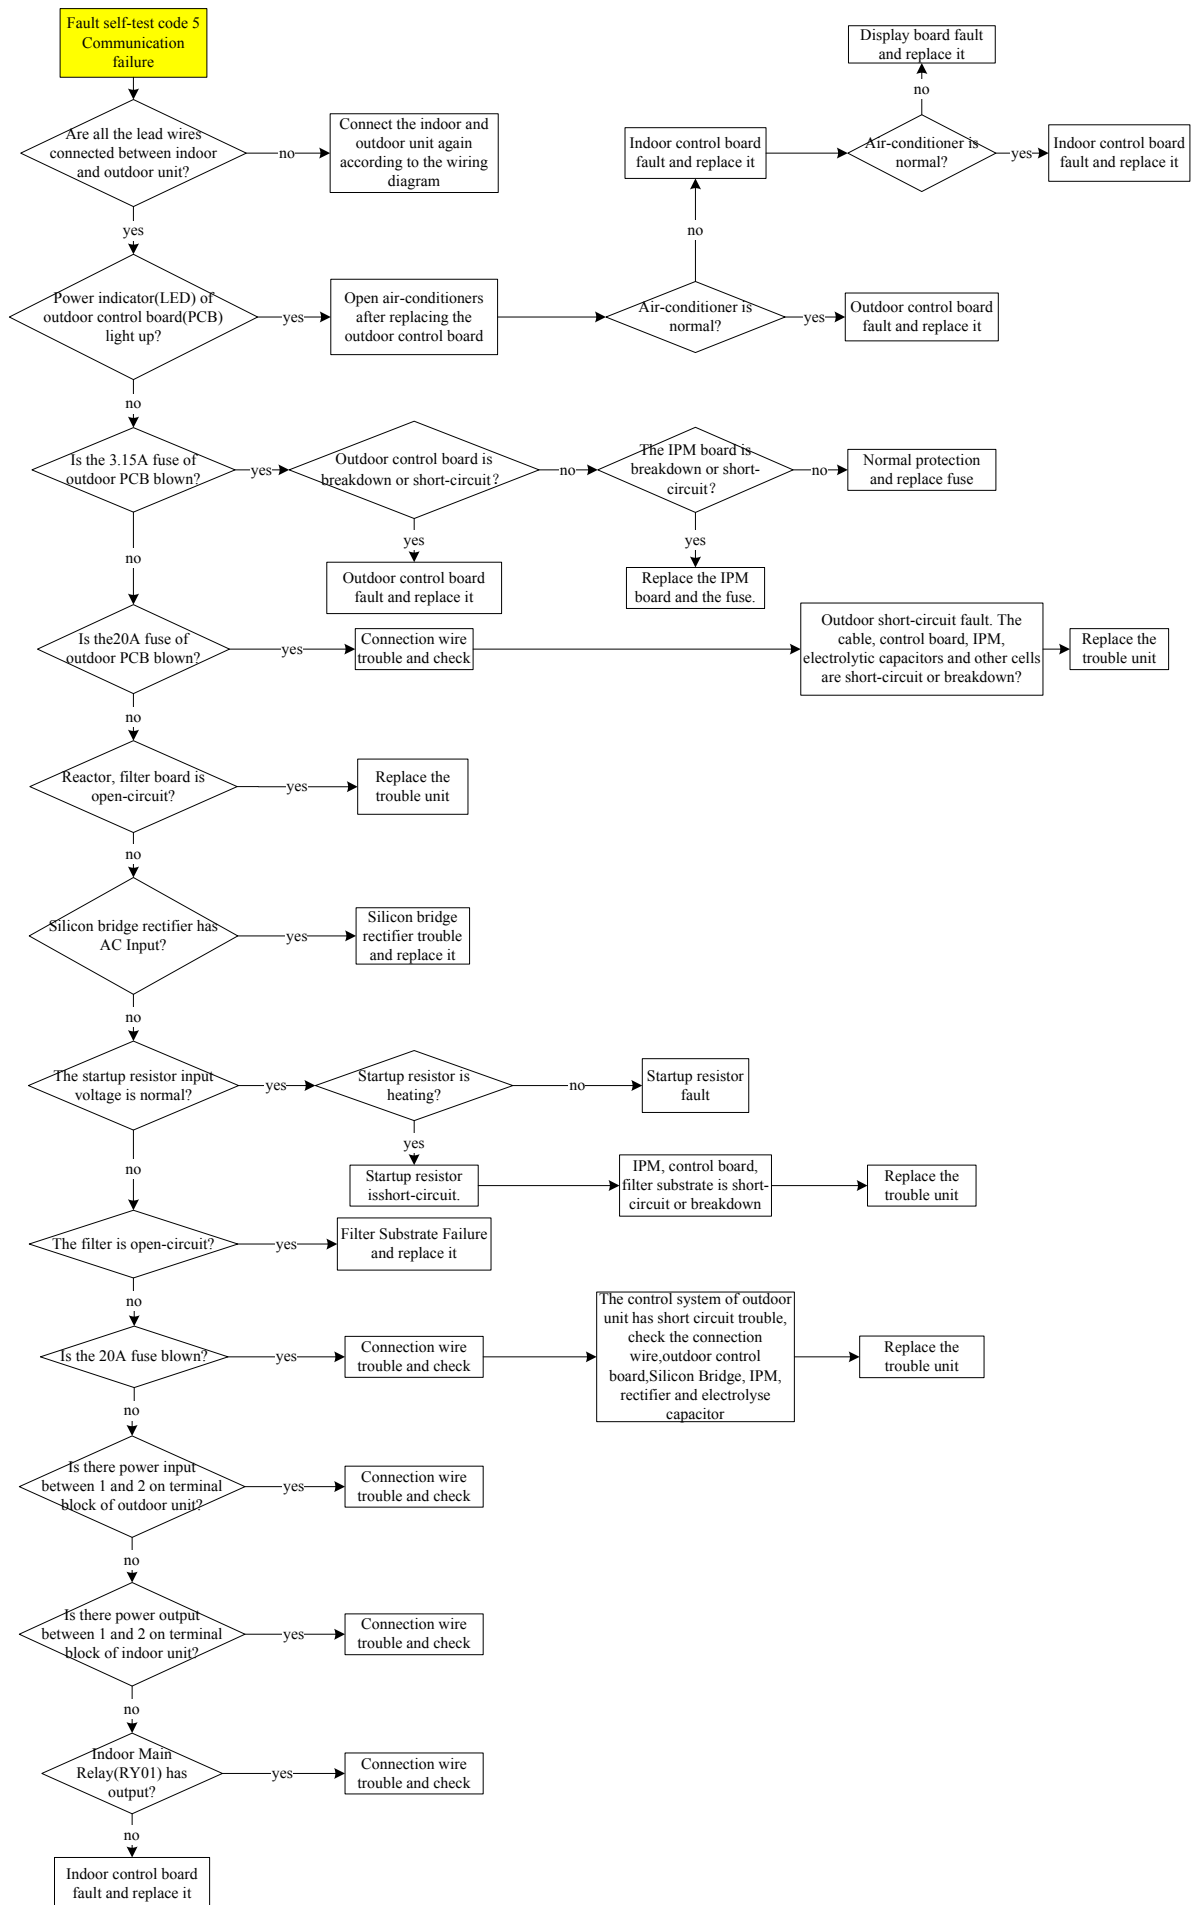 Fault self-test code 5
Communication
failure
Display board fault
and replace it
no
Are all the lead wires
connected between indoor
and outdoor unit?
no
Connect the indoor and
outdoor unit again
according to the wiring
diagram
Indoor control board
fault and replace it
Air-conditioner is
normal?
yes
Indoor control board
fault and replace it
yes
no
Power indicator(LED) of
outdoor control board(PCB)
light up?
yes
Open air-conditioners
after replacing the
outdoor control board
Air-conditioner is
normal?
yes
Outdoor control board
fault and replace it
no
Is the 3.15A fuse of
outdoor PCB blown?
yes
Outdoor control board is
breakdown or short-circuit?
no
The IPM board is
breakdown or short-
circuit?
no
Normal protection
and replace fuse
no
yes
Outdoor control board
fault and replace it
yes
Replace the IPM
board and the fuse.
Is the20A fuse of
outdoor PCB blown?
yes
Connection wire
trouble and check
Outdoor short-circuit fault. The
cable, control board, IPM,
electrolytic capacitors and other cells
are short-circuit or breakdown?
Replace the
trouble unit
no
Reactor, filter board is
open-circuit?
yes
Replace the
trouble unit
no
Silicon bridge rectifier has
AC Input?
yes
Silicon bridge
rectifier trouble
and replace it
no
The startup resistor input
voltage is normal?
yes
Startup resistor is
heating?
no
Startup resistor
fault
no
yes
Startup resistor
isshort-circuit.
IPM, control board,
filter substrate is short-
circuit or breakdown
Replace the
trouble unit
The filter is open-circuit?
yes
Filter Substrate Failure
and replace it
no
Is the 20A fuse blown?
yes
Connection wire
trouble and check
The control system of outdoor
unit has short circuit trouble,
check the connection
wire,outdoor control
board,Silicon Bridge, IPM,
rectifier and electrolyse
capacitor
Replace the
trouble unit
no
Is there power input
between 1 and 2 on terminal
block of outdoor unit?
yes
Connection wire
trouble and check
no
Is there power output
between 1 and 2 on terminal
block of indoor unit?
yes
Connection wire
trouble and check
no
Indoor Main
Relay(RY01) has
output?
yes
Connection wire
trouble and check
no
Indoor control board
fault and replace it